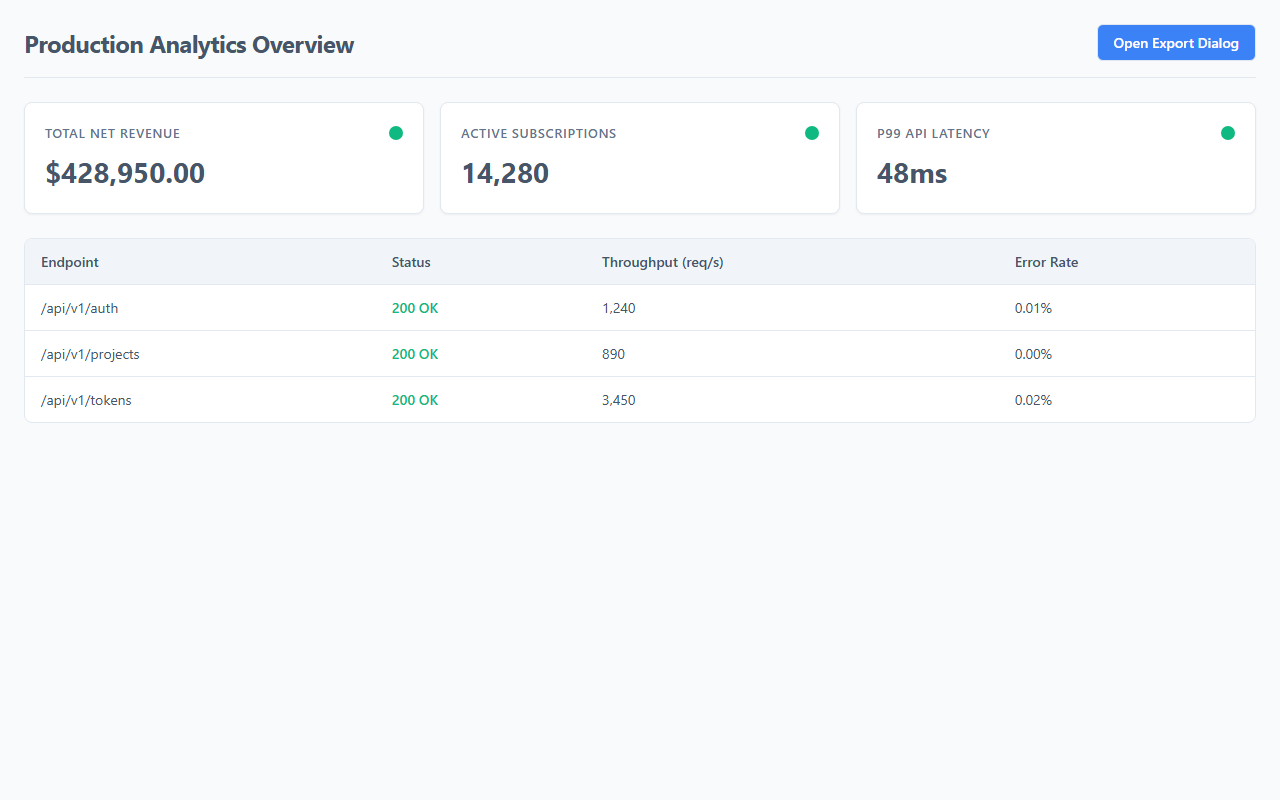 Production Analytics Overview
Open Export Dialog
TOTAL NET REVENUE
$428,950.00
ACTIVE SUBSCRIPTIONS
14,280
P99 API LATENCY
48ms
Endpoint Status Throughput (req/s) Error Rate
/api/v1/auth 200 OK 1,240 0.01%
/api/v1/projects 200 OK 890 0.00%
/api/v1/tokens 200 OK 3,450 0.02%